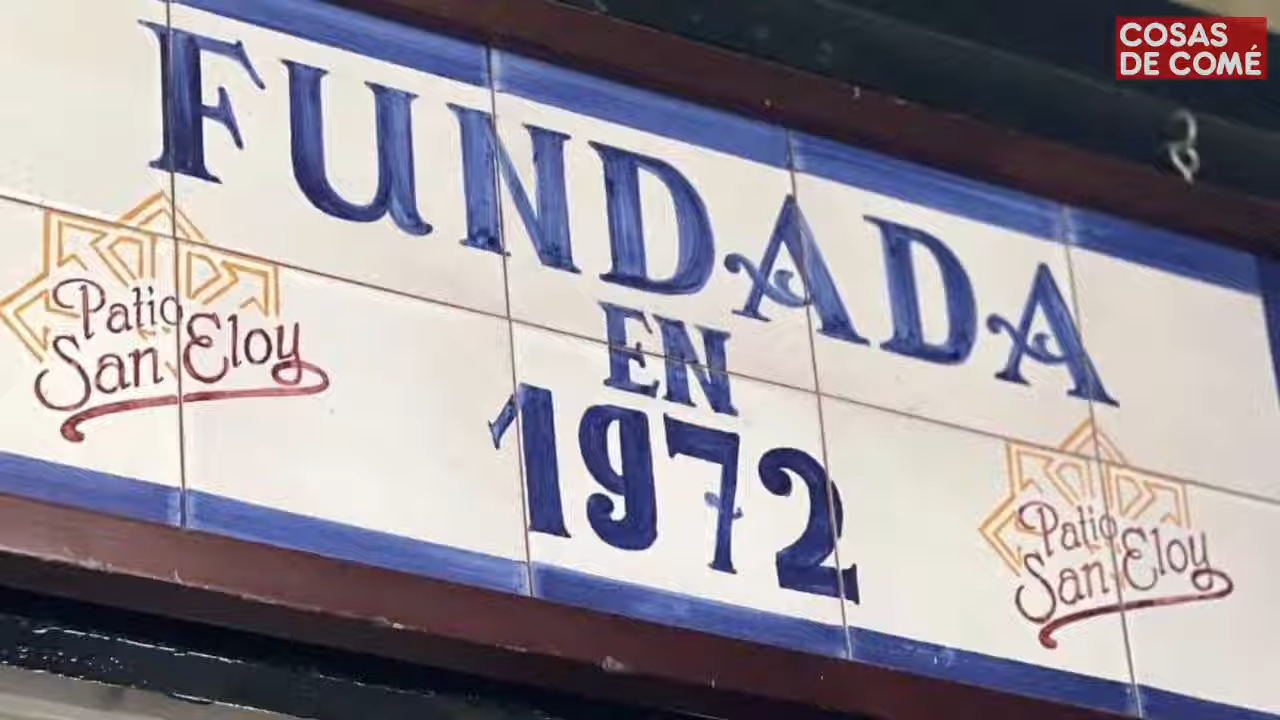 COSAS
DE COMÉ
FUNDADA
EN
1972
Patio
San Eloy
Patio
San Eloy